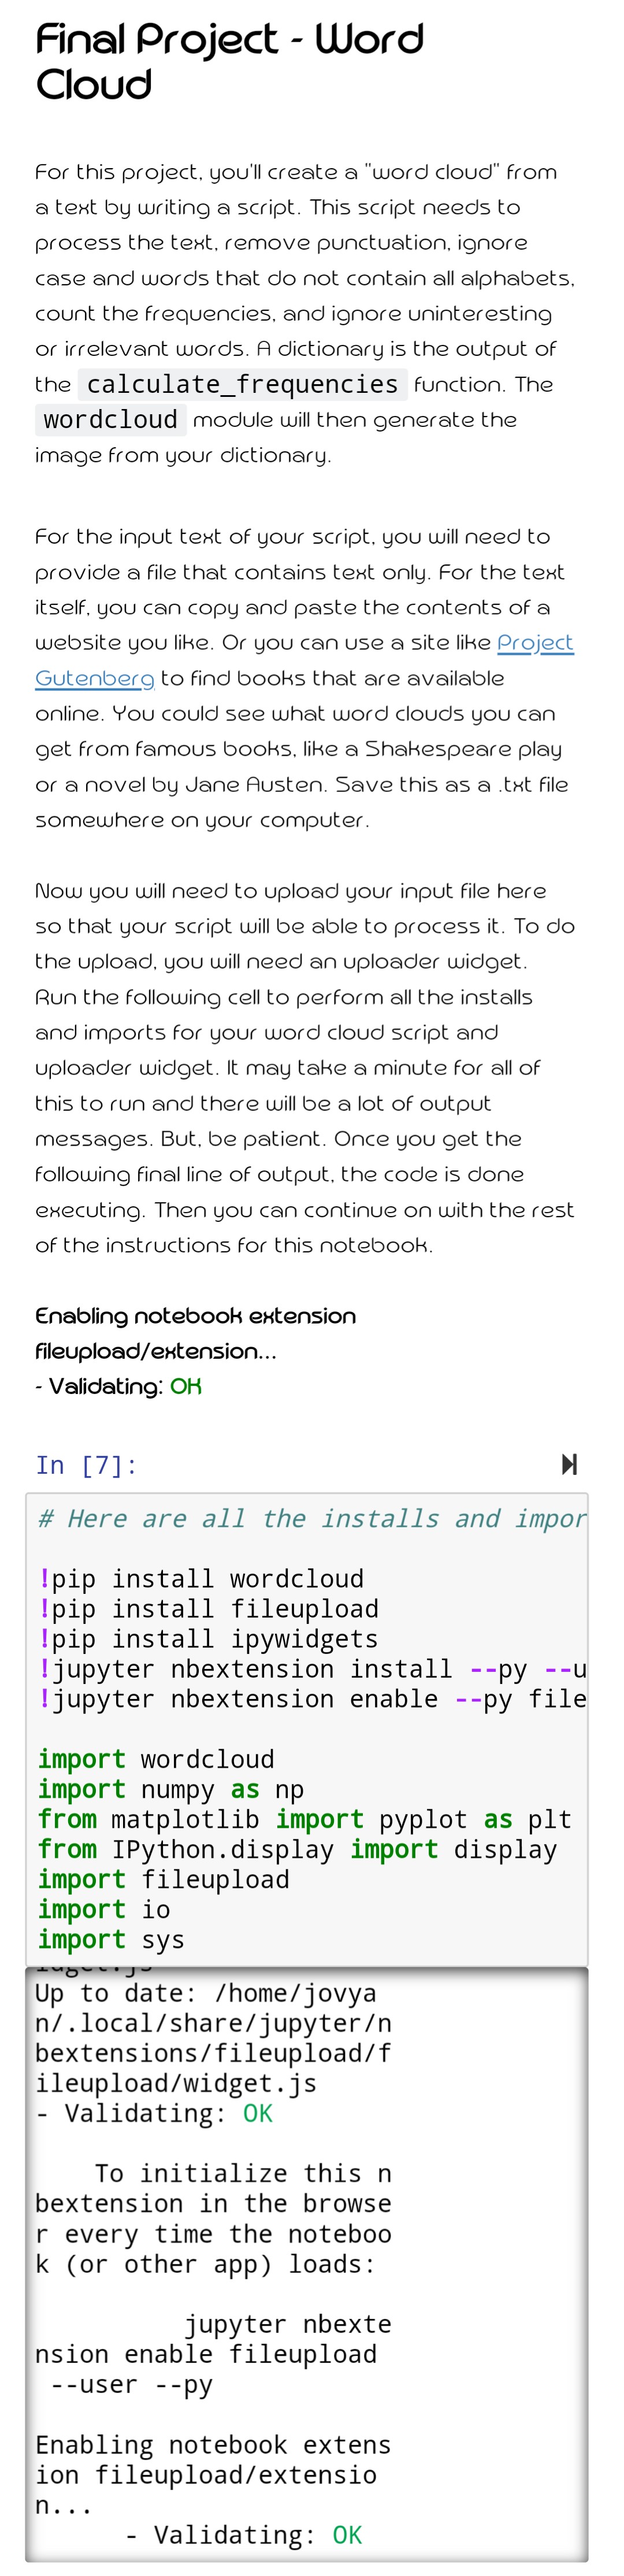 Final Project - Word
Cloud
For this project, you'll create a "word cloud" from
a text by writing a script. This script needs to
process the text, remove punctuation, ignore
case and words that do not contain all alphabets,
count the frequencies, and ignore uninteresting
or irrelevant words. A dictionary is the output of
the calculate_frequencies function. The
wordcloud module will then generate the
image from your dictionary.
For the input text of your script, you will need to
provide a file that contains text only. For the text
itself, you can copy and paste the contents of a
website you like. Or you can use a site like Project
Gutenberg to find books that are available
online. You could see what word clouds you can
get from famous books, like a Shakespeare play
or a novel by Jane Austen. Save this as a .txt file
somewhere on your computer.
Now you will need to upload your input file here
so that your script will be able to process it. To do
the upload, you will need an uploader widget.
Run the following cell to perform all the installs
and imports for your word cloud script and
uploader widget. It may take a minute for all of
this to run and there will be a lot of output
messages. But, be patient. Once you get the
following final line of output, the code is done
executing. Then you can continue on with the rest
of the instructions for this notebook.
Enabling notebook extension
fileupload/extension...
- Validating: OK
In [7]:
# Here are all the installs and impor
!pip install wordcloud
!pip install fileupload
!pip install ipywidgets
!jupyter nbextension install --py --u
!jupyter nbextension enable --py file
import wordcloud
import numpy as np
from matplotlib import pyplot as plt
from IPython.display import display
import fileupload
import io
import sys
idget.js
Up to date: /home/jovya
n/.local/share/jupyter/n
bextensions/fileupload/f
ileupload/widget.js
- Validating: OK
To initialize this n
bextension in the browse
r every time the noteboo
k (or other app) loads:
jupyter nbexte
nsion enable fileupload
--user --py
Enabling notebook extens
ion fileupload/extensio
n...
- Validating: OK